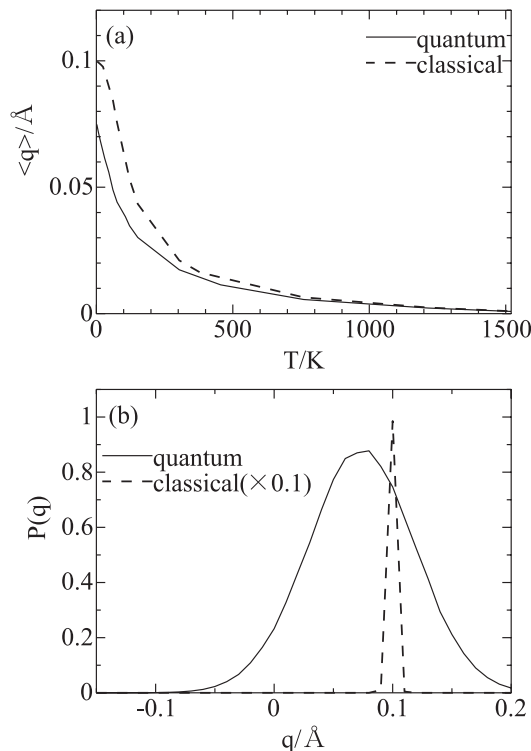 (a)
quantum
classical
0.1
0.05
0
<q>/Å
0
500
1000
1500
T/K
(b)
quantum
classical(×0.1)
1
0.8
0.6
0.4
0.2
0
P(q)
-0.1
0
0.1
0.2
q/Å